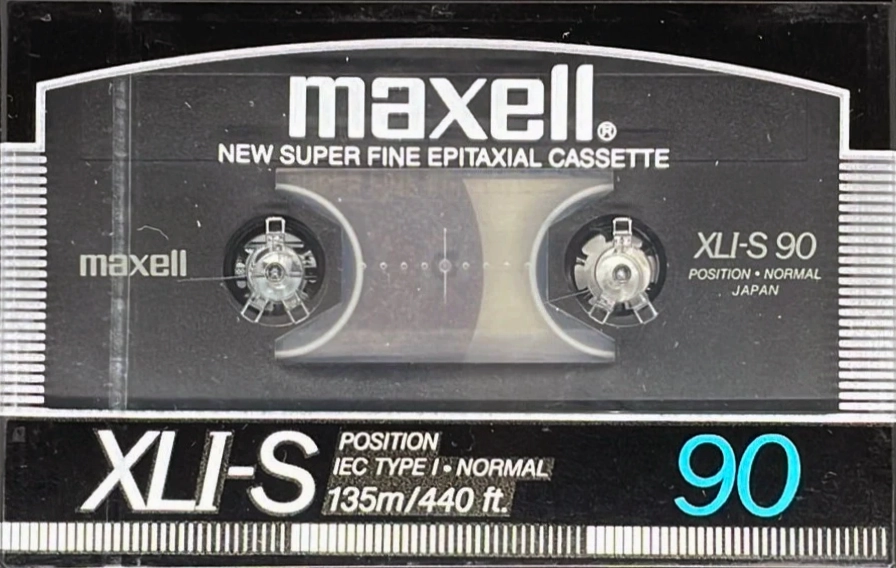 maxell®
NEW SUPER FINE EPITAXIAL CASSETTE
maxell
XLI-S 90
POSITION • NORMAL
JAPAN
XLI-S
POSITION
IEC TYPE I • NORMAL
135m/440 ft.
90